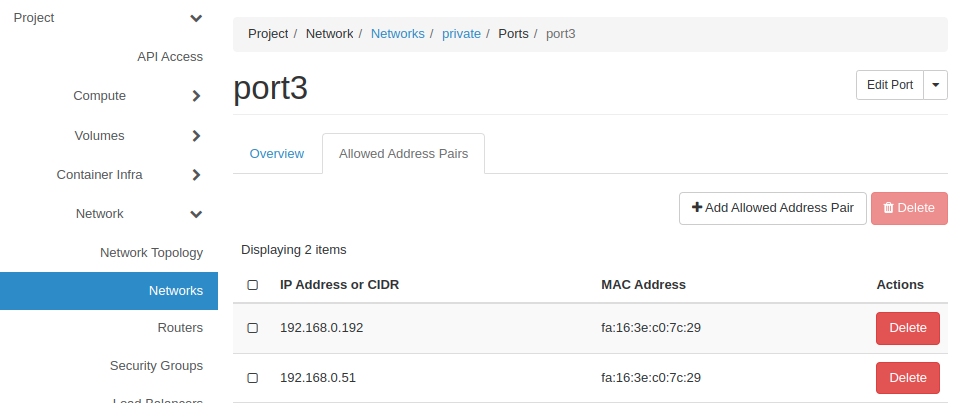 Project
API Access
Compute
Volumes
Container Infra
Network
Network Topology
Networks
Routers
Security Groups
Load Balancers
Project / Network / Networks / private / Ports / port3
port3
Edit Port
Overview
Allowed Address Pairs
Add Allowed Address Pair
Delete
Displaying 2 items
IP Address or CIDR MAC Address Actions
192.168.0.192 fa:16:3e:c0:7c:29 Delete
192.168.0.51 fa:16:3e:c0:7c:29 Delete